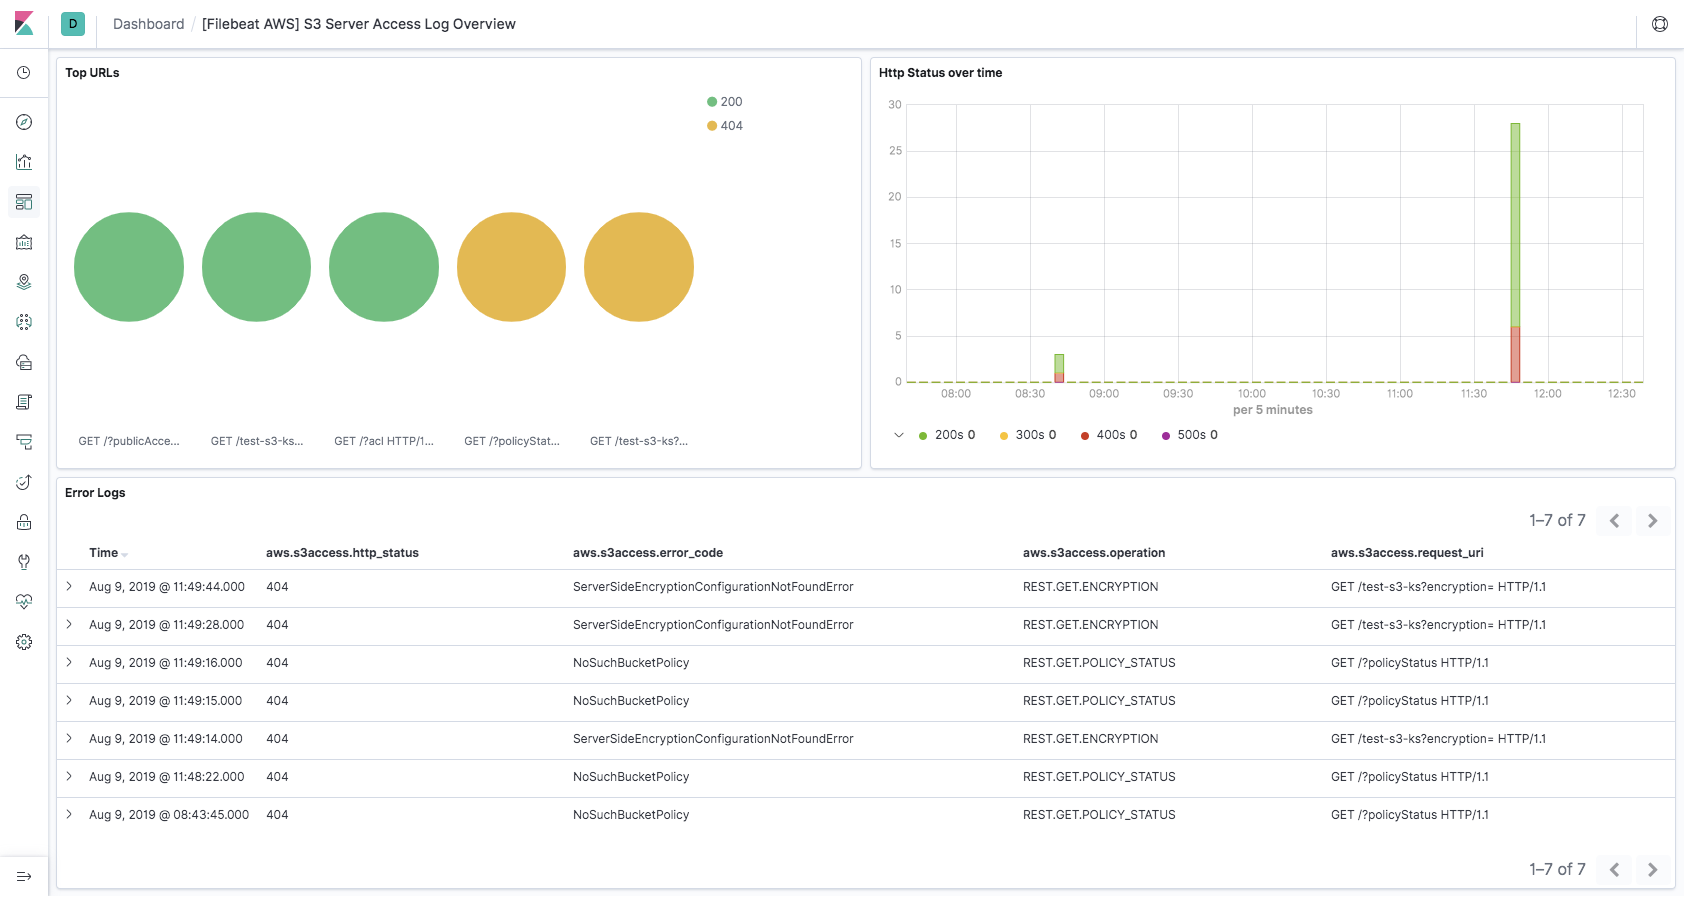 D Dashboard / [Filebeat AWS] S3 Server Access Log Overview
Top URLs
200
404
GET /?publicAcce... GET /test-s3-ks... GET /?acl HTTP/1... GET /?policyStat... GET /test-s3-ks?...
Http Status over time
30
25
20
15
10
5
0
08:00 08:30 09:00 09:30 10:00 10:30 11:00 11:30 12:00 12:30
per 5 minutes
200s 0 300s 0 400s 0 500s 0
Error Logs
1–7 of 7
Time aws.s3access.http_status aws.s3access.error_code aws.s3access.operation aws.s3access.request_uri
Aug 9, 2019 @ 11:49:44.000 404 ServerSideEncryptionConfigurationNotFoundError REST.GET.ENCRYPTION GET /test-s3-ks?encryption= HTTP/1.1
Aug 9, 2019 @ 11:49:28.000 404 ServerSideEncryptionConfigurationNotFoundError REST.GET.ENCRYPTION GET /test-s3-ks?encryption= HTTP/1.1
Aug 9, 2019 @ 11:49:16.000 404 NoSuchBucketPolicy REST.GET.POLICY_STATUS GET /?policyStatus HTTP/1.1
Aug 9, 2019 @ 11:49:15.000 404 NoSuchBucketPolicy REST.GET.POLICY_STATUS GET /?policyStatus HTTP/1.1
Aug 9, 2019 @ 11:49:14.000 404 ServerSideEncryptionConfigurationNotFoundError REST.GET.ENCRYPTION GET /test-s3-ks?encryption= HTTP/1.1
Aug 9, 2019 @ 11:48:22.000 404 NoSuchBucketPolicy REST.GET.POLICY_STATUS GET /?policyStatus HTTP/1.1
Aug 9, 2019 @ 08:43:45.000 404 NoSuchBucketPolicy REST.GET.POLICY_STATUS GET /?policyStatus HTTP/1.1
1–7 of 7